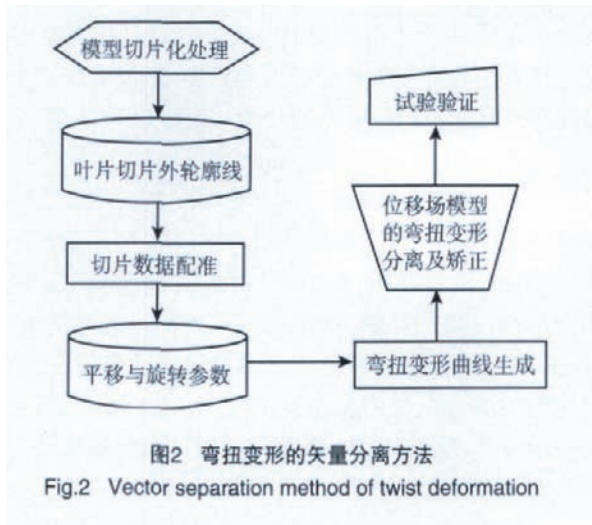 模型切片化处理
叶片切片外轮廓线
切片数据配准
平移与旋转参数
弯扭变形曲线生成
位移场模型
的弯扭变形
分离及矫正
试验验证
图2 弯扭变形的矢量分离方法
Fig.2 Vector separation method of twist deformation